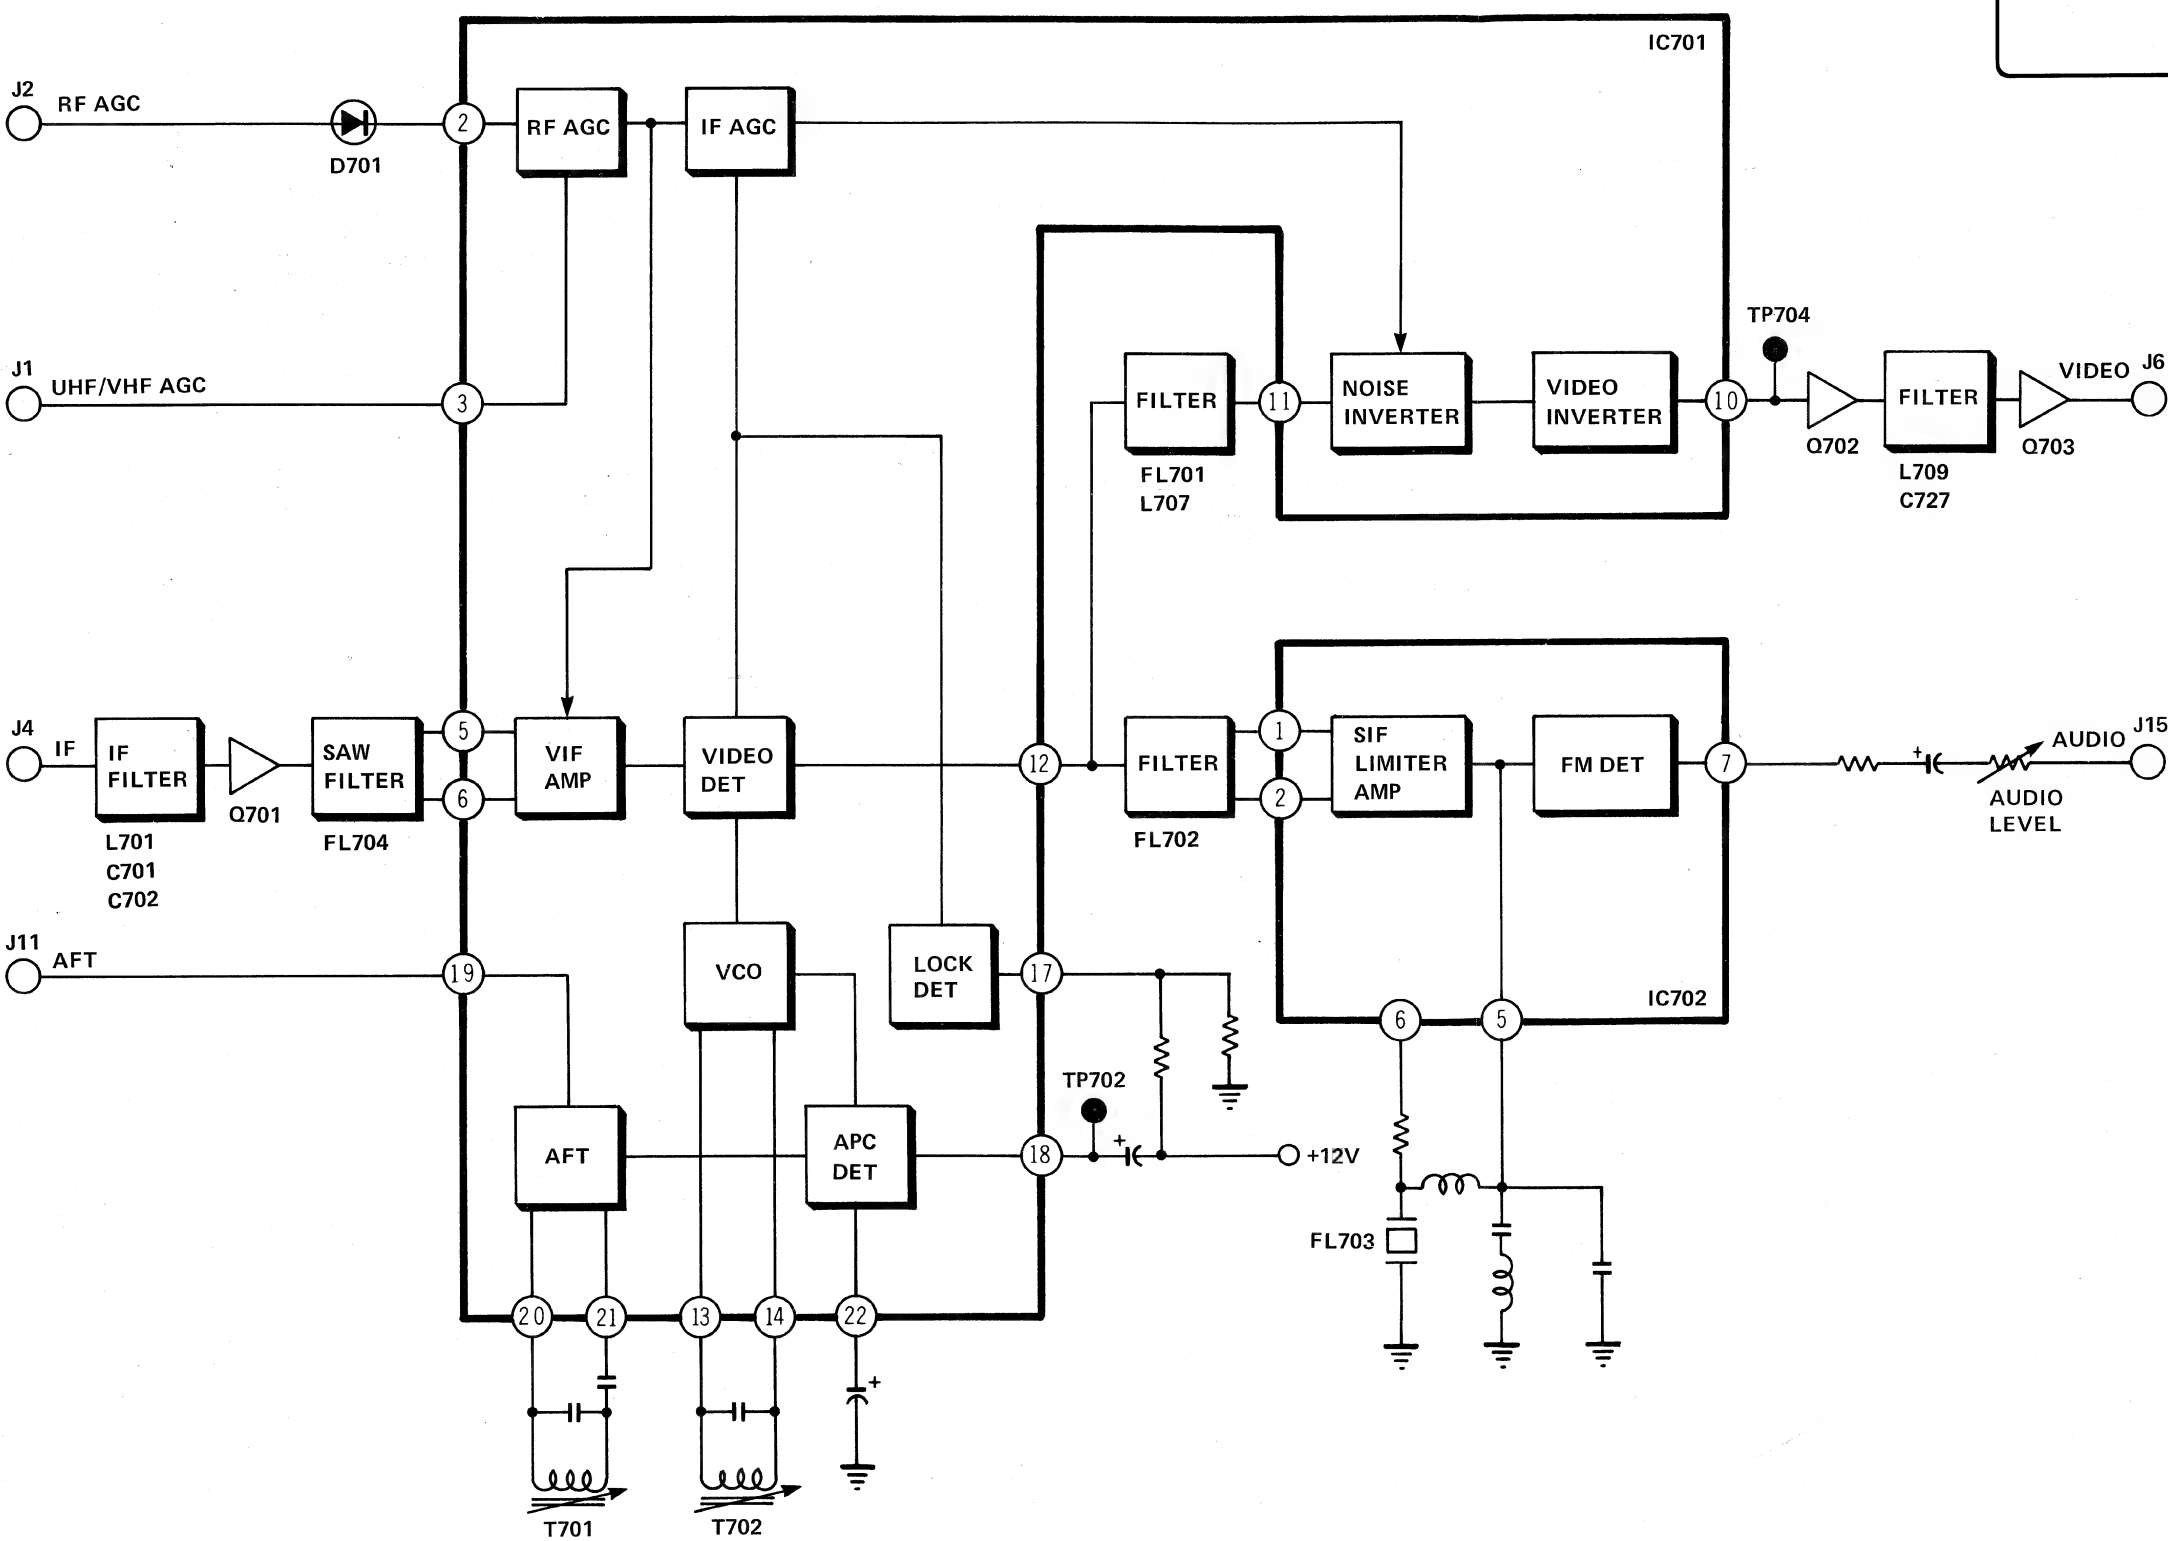 IC701
J2
RF AGC
D701
2
RF AGC
IF AGC
J1
UHF/VHF AGC
3
FILTER
FL701
L707
11
NOISE
INVERTER
VIDEO
INVERTER
10
TP704
Q702
FILTER
L709
C727
Q703
VIDEO
J6
J4
IF
IF
FILTER
L701
C701
C702
Q701
SAW
FILTER
FL704
5
6
VIF
AMP
VIDEO
DET
12
FILTER
FL702
1
2
SIF
LIMITER
AMP
FM DET
7
AUDIO
J15
AUDIO
LEVEL
J11
AFT
19
VCO
LOCK
DET
17
IC702
6
5
TP702
AFT
APC
DET
18
+
+12V
+
FL703
20
21
13
14
22
+
T701
T702